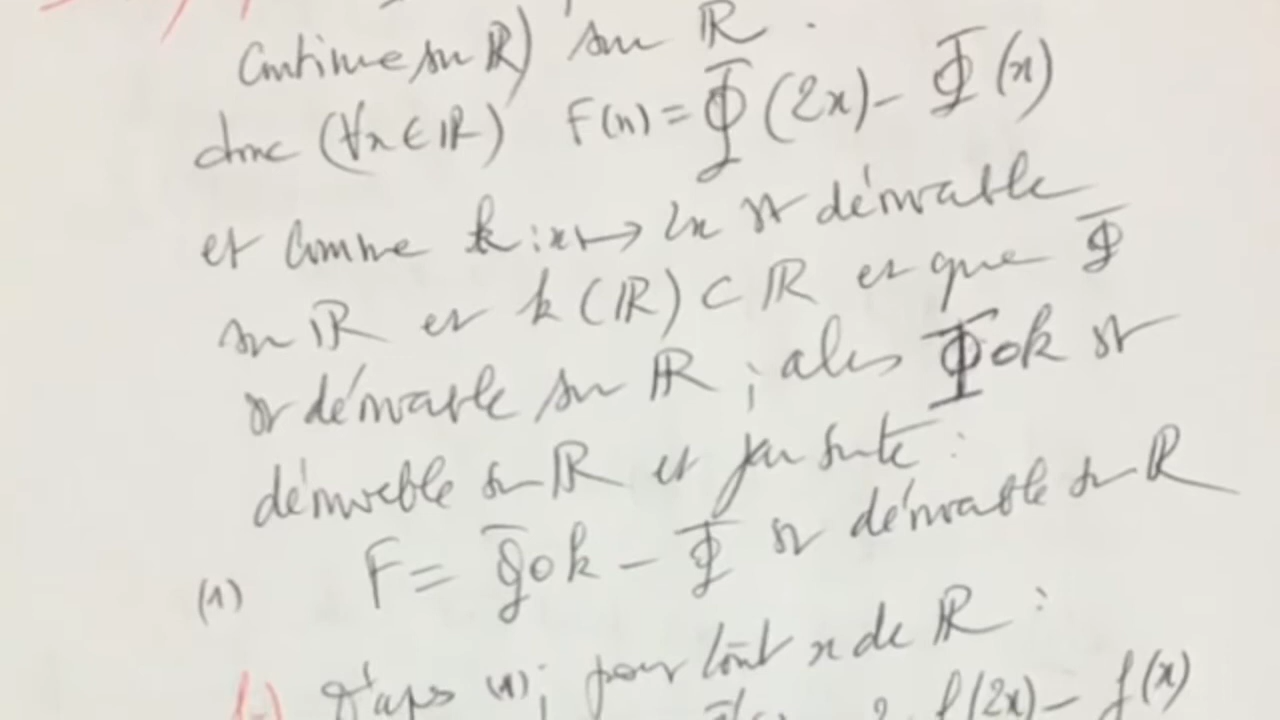 continue sur ℝ) sur ℝ.
donc (∀x∈ℝ) F(x) = Φ(2x) - Φ(x)
et comme k : x ↦ 2x est dérivable
sur ℝ et k(ℝ) ⊂ ℝ et que Φ
est dérivable sur ℝ ; alors Φok est
dérivable sur ℝ et par suite :
F = Φok - Φ est dérivable sur ℝ
(1)
D'après (1) ; pour tout x de ℝ :
2 f(2x) - f(x)